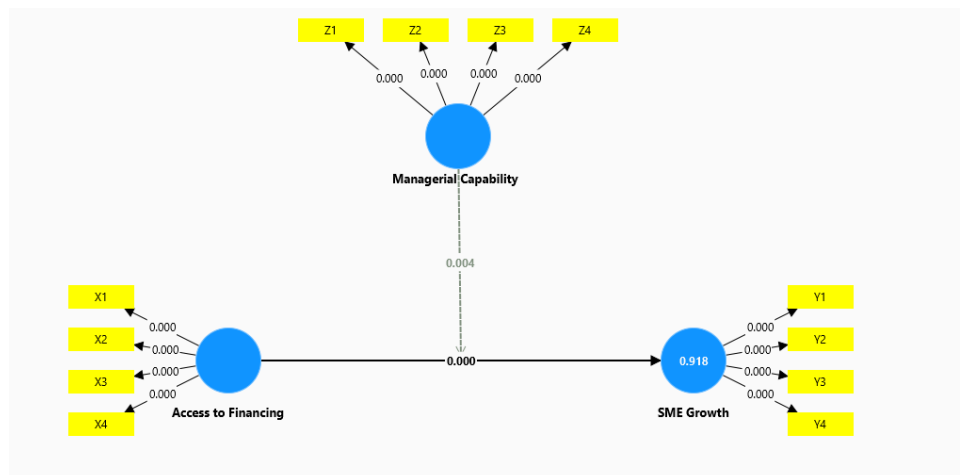 Z1 Z2 Z3 Z4
0.000 0.000 0.000 0.000
Managerial Capability
0.004
X1
0.000
X2
0.000
X3
0.000
X4
0.000
Access to Financing
0.000
0.918
SME Growth
Y1
0.000
Y2
0.000
Y3
0.000
Y4
0.000